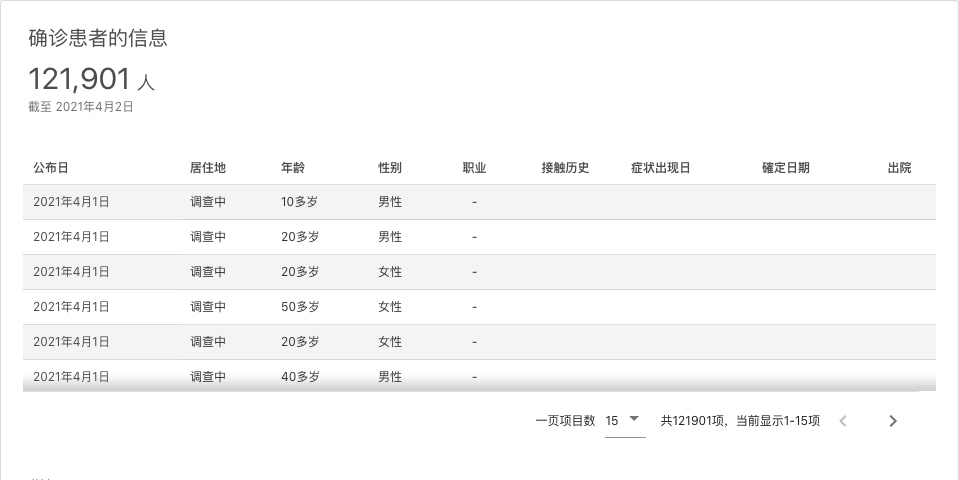 确诊患者的信息
121,901 人
截至 2021年4月2日
公布日 居住地 年龄 性别 职业 接触历史 症状出现日 確定日期 出院
2021年4月1日 调查中 10多岁 男性 -
2021年4月1日 调查中 20多岁 男性 -
2021年4月1日 调查中 20多岁 女性 -
2021年4月1日 调查中 50多岁 女性 -
2021年4月1日 调查中 20多岁 女性 -
2021年4月1日 调查中 40多岁 男性 -
一页项目数 15 共121901项，当前显示1-15项